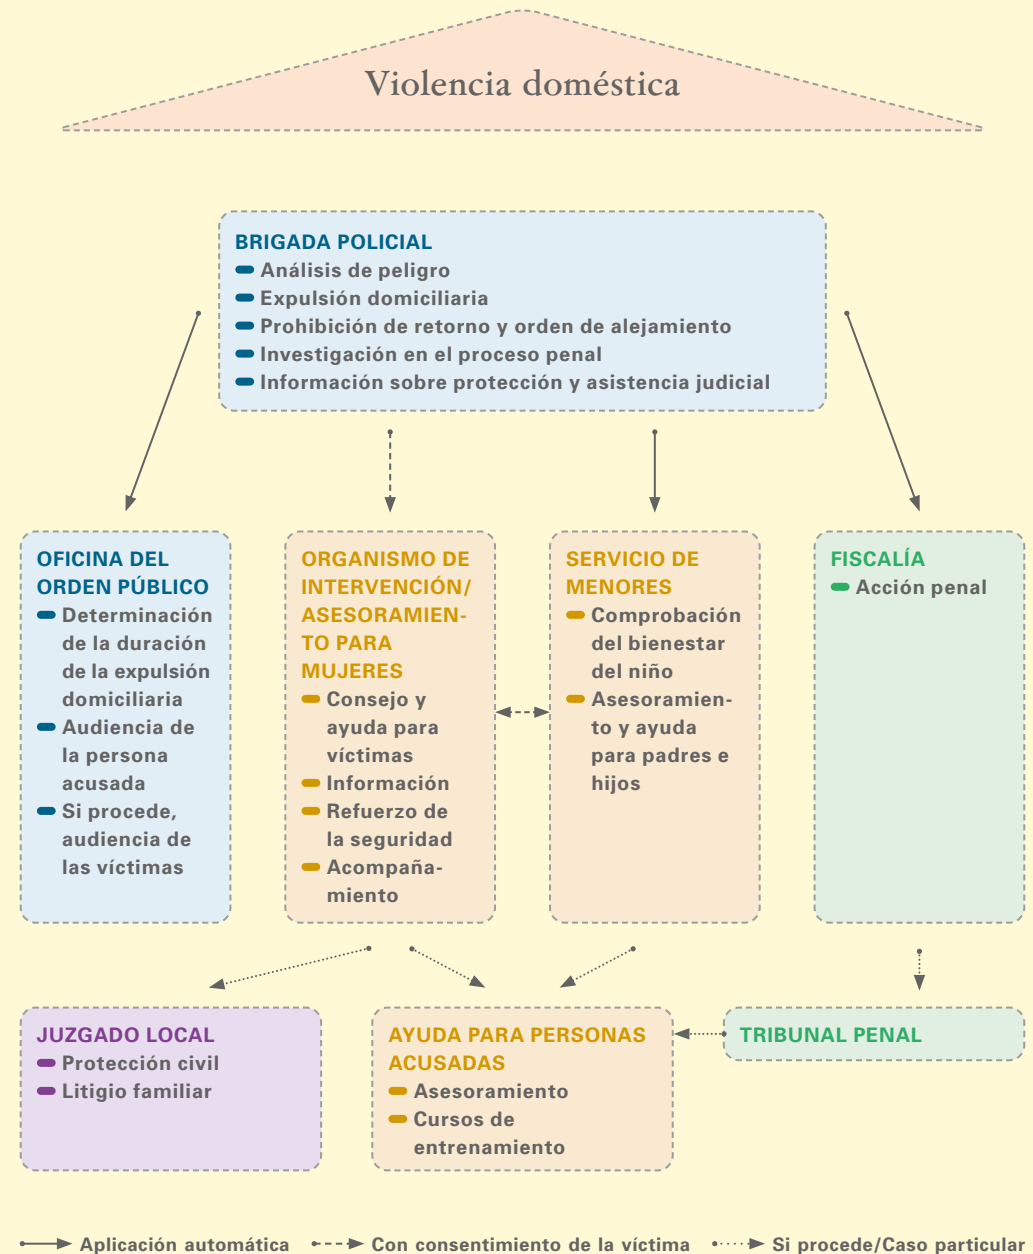 Violencia doméstica
BRIGADA POLICIAL
Análisis de peligro
Expulsión domiciliaria
Prohibición de retorno y orden de alejamiento
Investigación en el proceso penal
Información sobre protección y asistencia judicial
OFICINA DEL
ORDEN PÚBLICO
Determinación
de la duración
de la expulsión
domiciliaria
Audiencia de
la persona
acusada
Si procede,
audiencia de
las víctimas
ORGANISMO DE
INTERVENCIÓN/
ASESORAMIEN-
TO PARA
MUJERES
Consejo y
ayuda para
víctimas
Información
Refuerzo de
la seguridad
Acompaña-
miento
SERVICIO DE
MENORES
Comprobación
del bienestar
del niño
Asesoramien-
to y ayuda
para padres e
hijos
FISCALÍA
Acción penal
JUZGADO LOCAL
Protección civil
Litigio familiar
AYUDA PARA PERSONAS
ACUSADAS
Asesoramiento
Cursos de
entrenamiento
TRIBUNAL PENAL
Aplicación automática
Con consentimiento de la víctima
Si procede/Caso particular